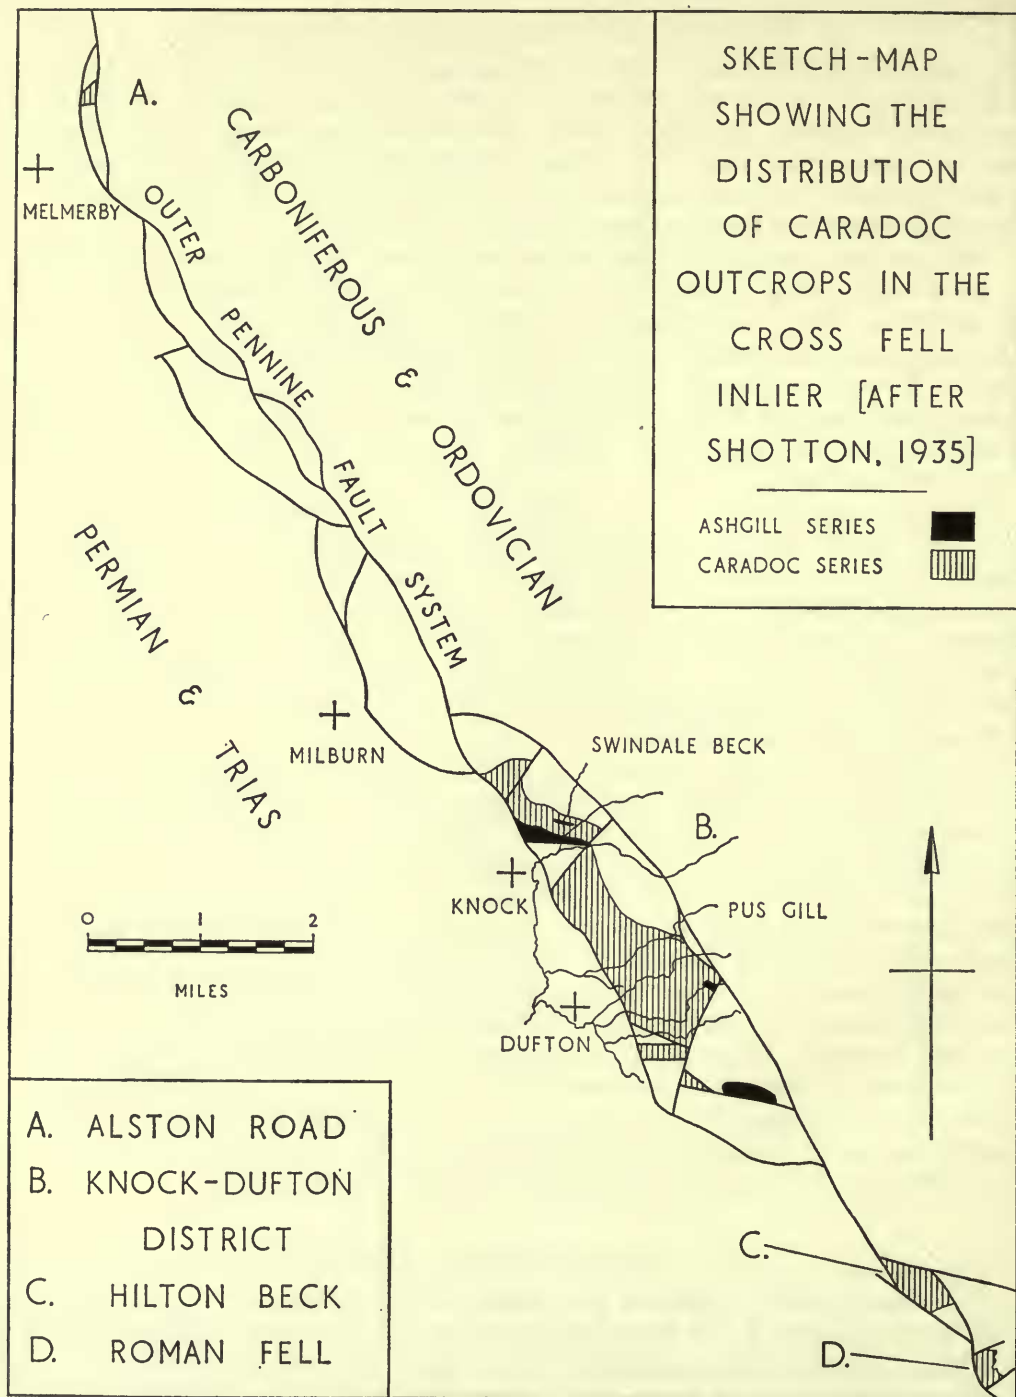 SKETCH-MAP
SHOWING THE
DISTRIBUTION
OF CARADOC
OUTCROPS IN THE
CROSS FELL
INLIER [AFTER
SHOTTON, 1935]
ASHGILL SERIES
CARADOC SERIES
A.
MELMERBY
OUTER
PENNINE
FAULT
SYSTEM
CARBONIFEROUS & ORDOVICIAN
PERMIAN & TRIAS
MILBURN
SWINDALE BECK
B.
KNOCK
PUS GILL
DUFTON
0 1 2
MILES
C.
D.
A. ALSTON ROAD
B. KNOCK-DUFTON
DISTRICT
C. HILTON BECK
D. ROMAN FELL